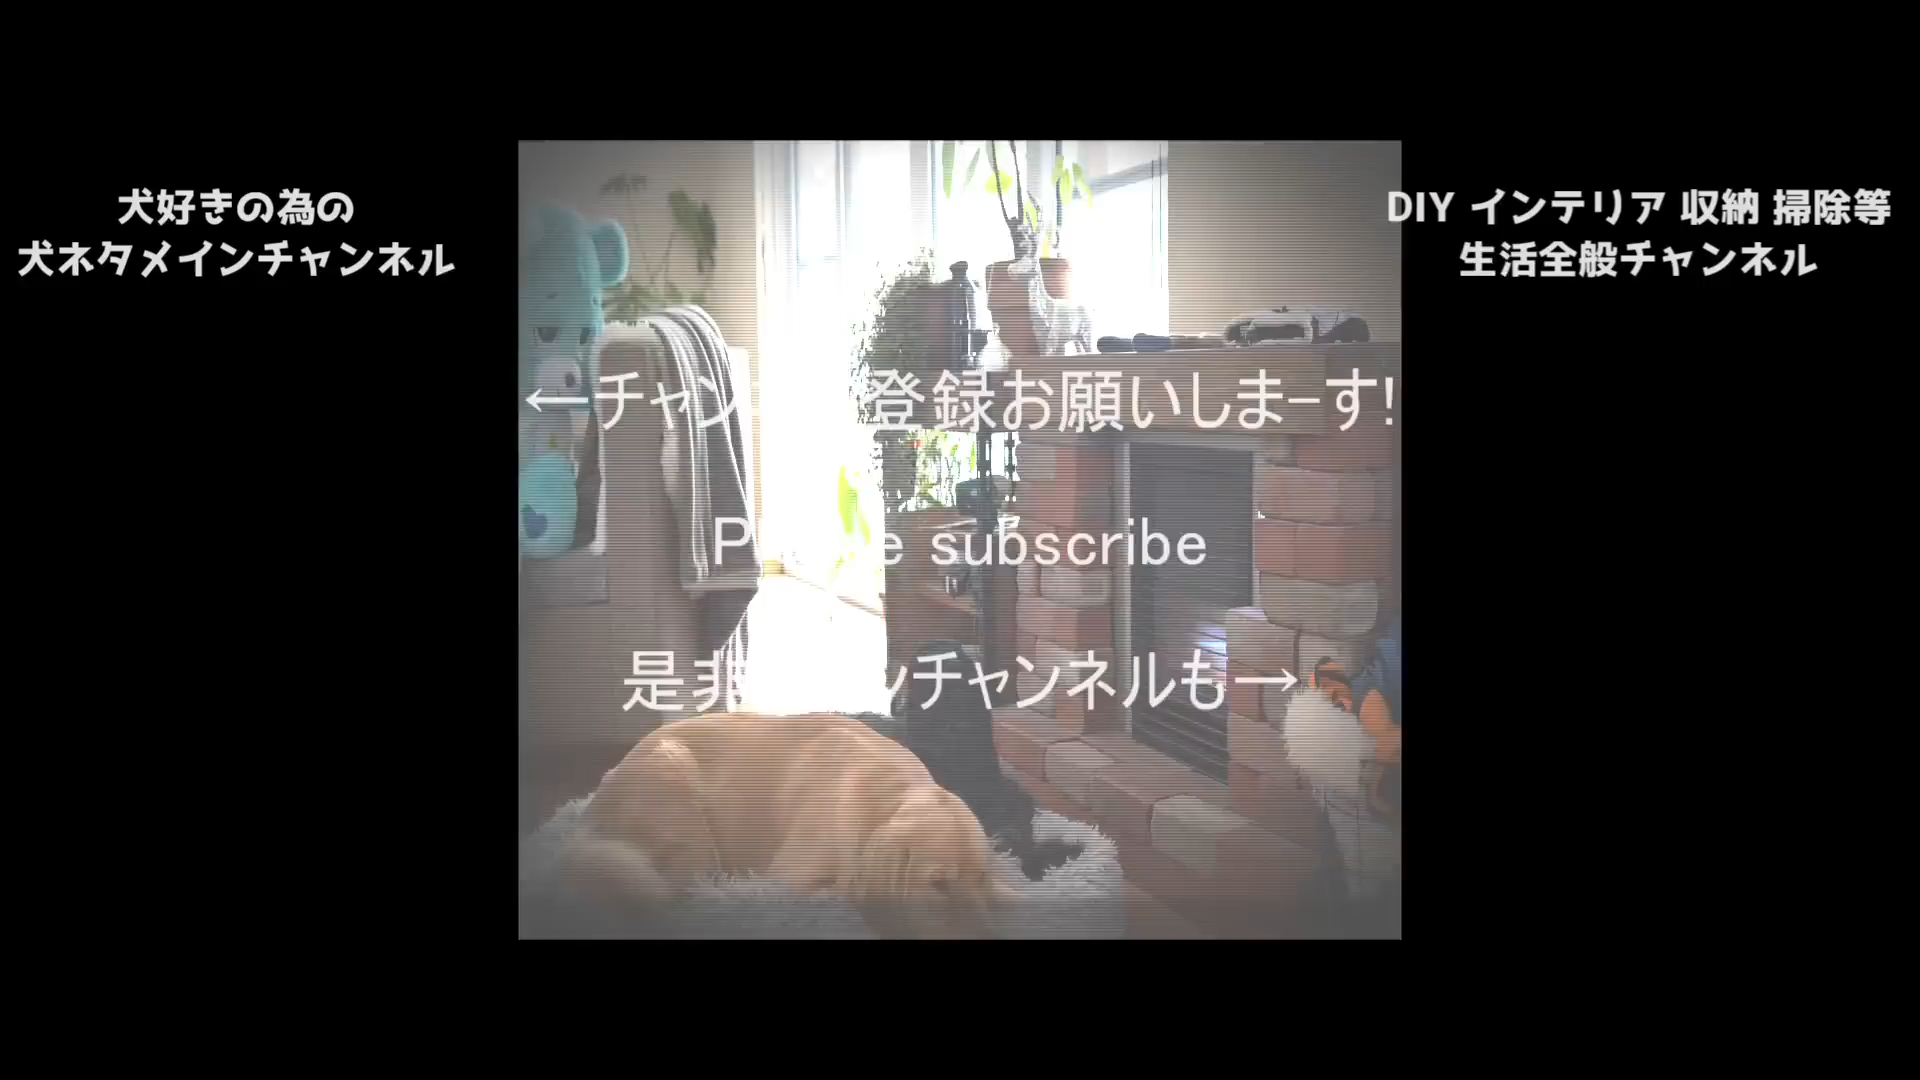 犬好きの為の
犬ネタメインチャンネル
DIY インテリア 収納 掃除等
生活全般チャンネル
←チャン 登録お願いしまーす!
subscribe
是非 ンチャンネルも→